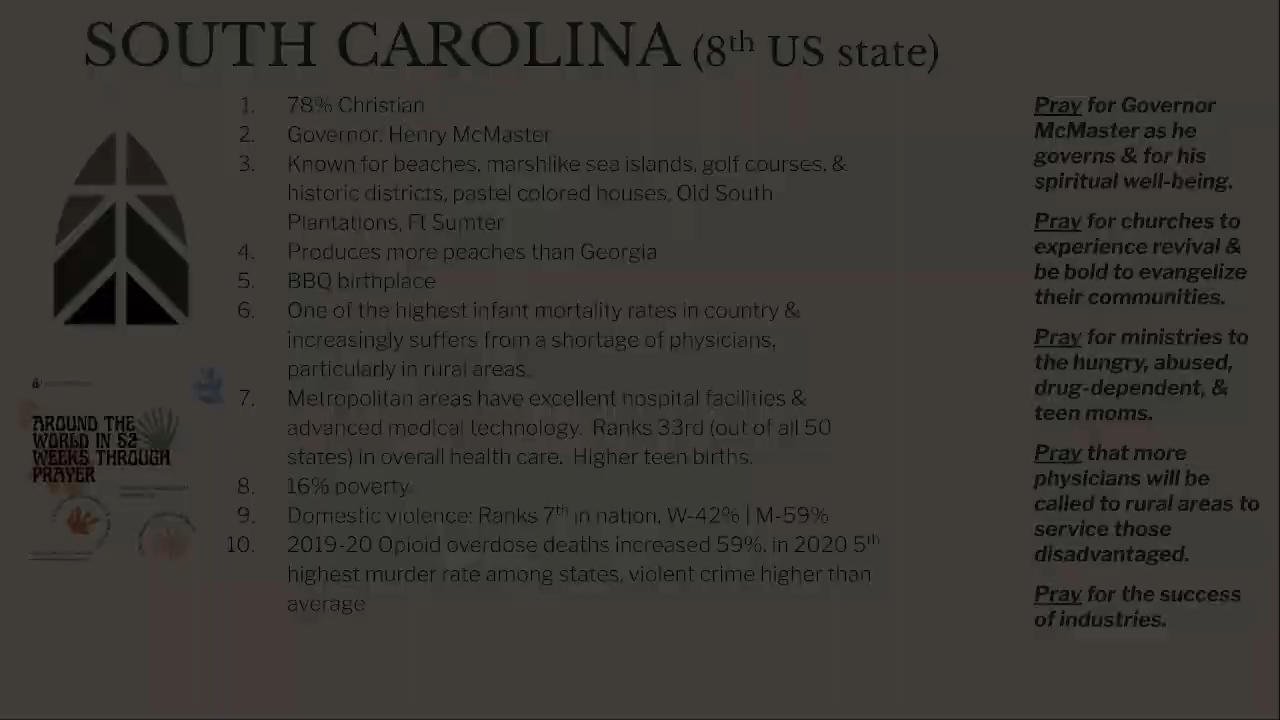 SOUTH CAROLINA (8th US state)
1. 78% Christian
2. Governor: Henry McMaster
3. Known for beaches, marshlike sea islands, golf courses, &
historic districts, pastel colored houses, Old South
Plantations, Ft Sumter
4. Produces more peaches than Georgia
5. BBQ birthplace
6. One of the highest infant mortality rates in country &
increasingly suffers from a shortage of physicians,
particularly in rural areas.
7. Metropolitan areas have excellent hospital facilities &
advanced medical technology. Ranks 33rd (out of all 50
states) in overall health care. Higher teen births.
8. 16% poverty
9. Domestic violence: Ranks 7th in nation, W-42% | M-59%
10. 2019-20 Opioid overdose deaths increased 59%, in 2020 5th
highest murder rate among states, violent crime higher than
average
AROUND THE
WORLD IN 52
WEEKS THROUGH
PRAYER
Pray for Governor
McMaster as he
governs & for his
spiritual well-being.
Pray for churches to
experience revival &
be bold to evangelize
their communities.
Pray for ministries to
the hungry, abused,
drug-dependent, &
teen moms.
Pray that more
physicians will be
called to rural areas to
service those
disadvantaged.
Pray for the success
of industries.